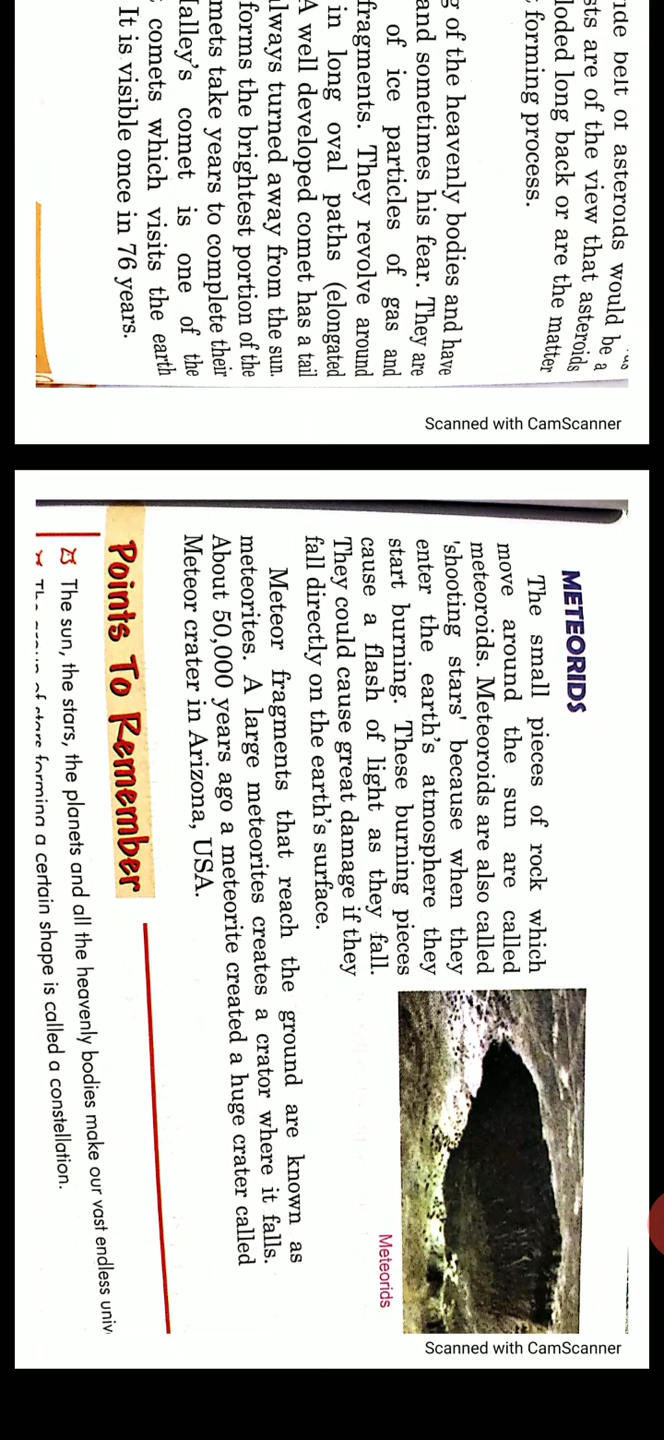 ide belt of asteroids would be a
sts are of the view that asteroids
loded long back or are the matter
forming process.
g of the heavenly bodies and have
and sometimes his fear. They are
of ice particles of gas and
fragments. They revolve around
in long oval paths (elongated
A well developed comet has a tail
lways turned away from the sun.
forms the brightest portion of the
mets take years to complete their
Halley's comet is one of the
comets which visits the earth
It is visible once in 76 years.
Scanned with CamScanner
METEORIDS
The small pieces of rock which
move around the sun are called
meteoroids. Meteoroids are also called
'shooting stars' because when they
enter the earth's atmosphere they
start burning. These burning pieces
cause a flash of light as they fall.
They could cause great damage if they
fall directly on the earth's surface.
Meteorids
Meteor fragments that reach the ground are known as
meteorites. A large meteorites creates a crator where it falls.
About 50,000 years ago a meteorite created a huge crater called
Meteor crater in Arizona, USA.
Points To Remember
The sun, the stars, the planets and all the heavenly bodies make our vast endless univ
The group of stars forming a certain shape is called a constellation.
Scanned with CamScanner